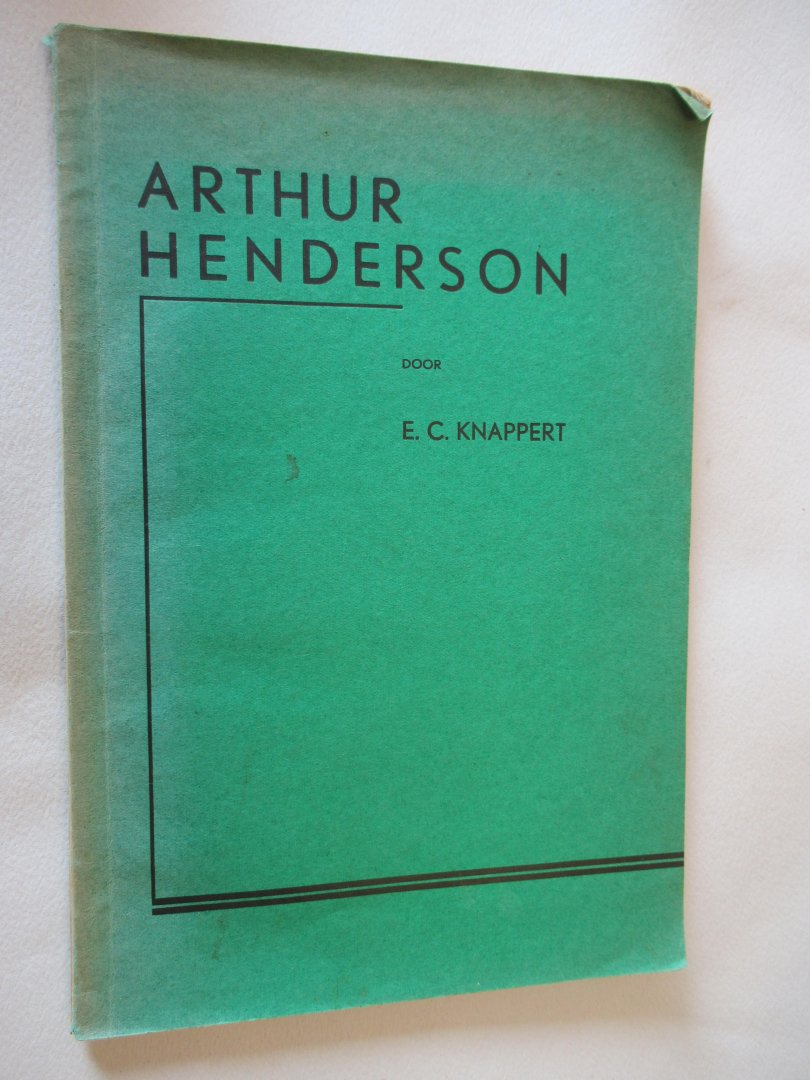 ARTHUR
HENDERSON
DOOR
E. C. KNAPPERT